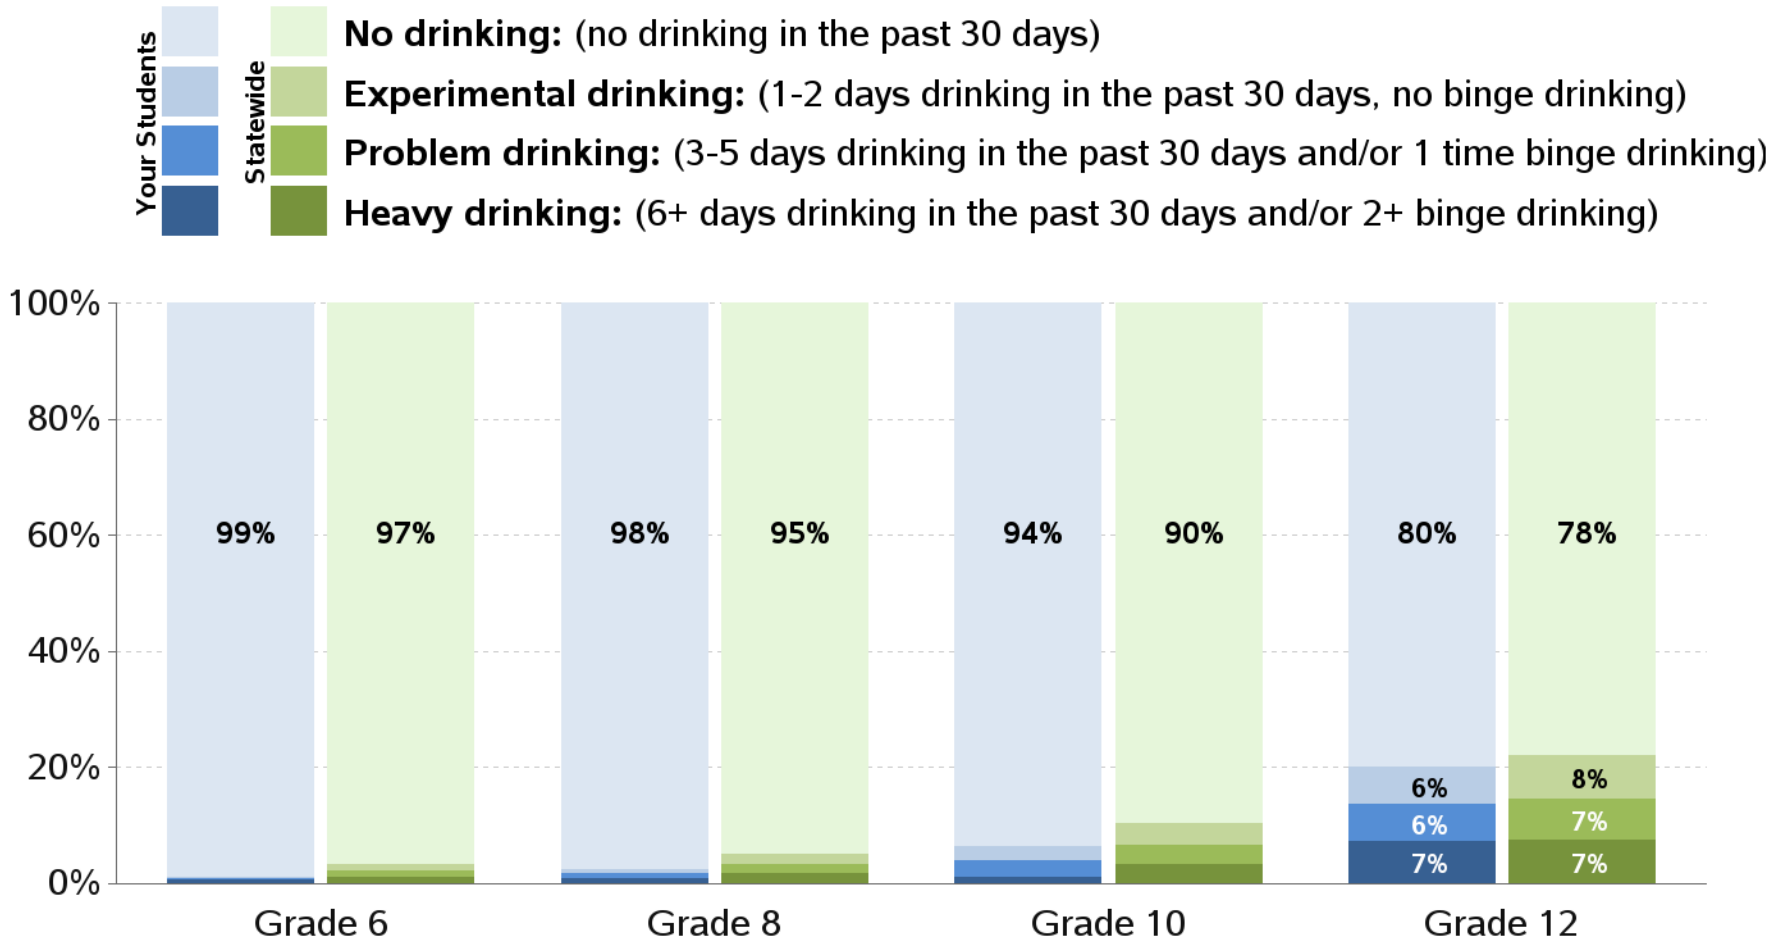 Your Students
Statewide
No drinking: (no drinking in the past 30 days)
Experimental drinking: (1-2 days drinking in the past 30 days, no binge drinking)
Problem drinking: (3-5 days drinking in the past 30 days and/or 1 time binge drinking)
Heavy drinking: (6+ days drinking in the past 30 days and/or 2+ binge drinking)
100%
80%
60%
40%
20%
0%
99% 97% 98% 95% 94% 90% 80% 78%
6% 8%
6% 7%
7% 7%
Grade 6 Grade 8 Grade 10 Grade 12